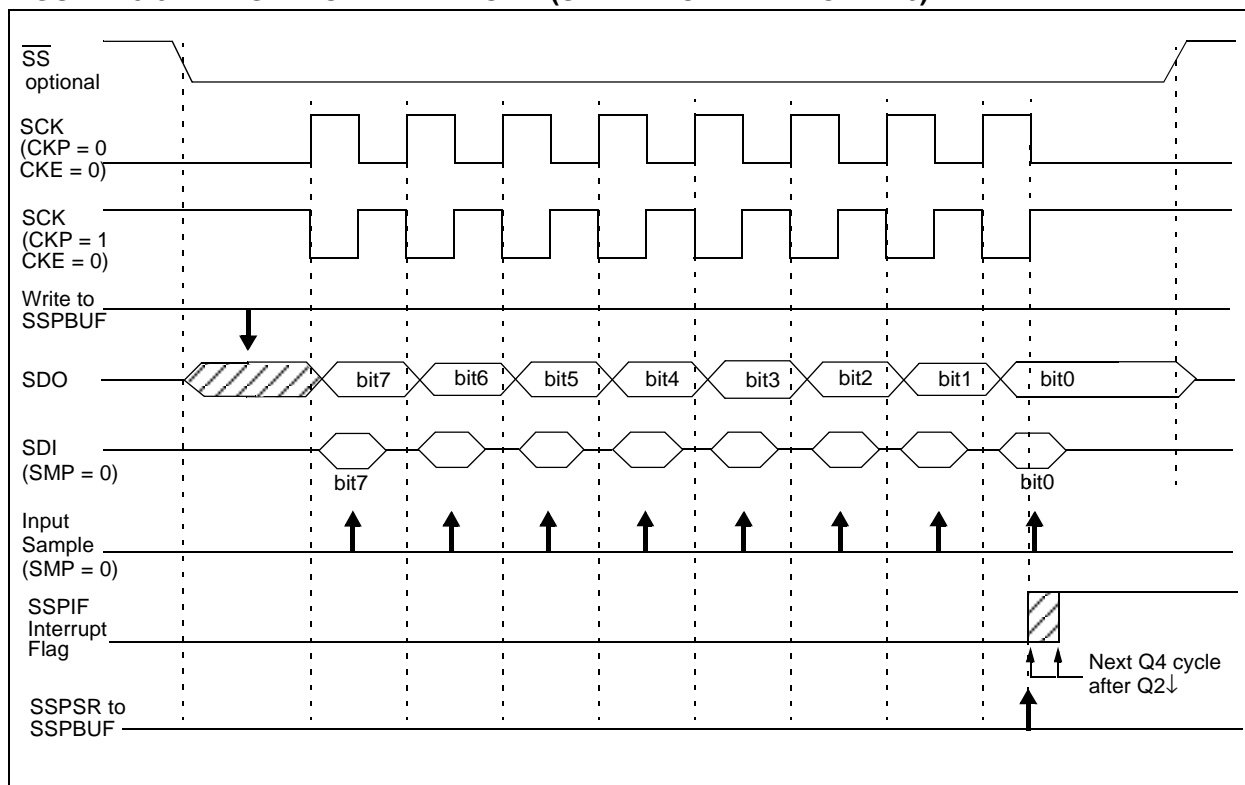 SS
optional
SCK
(CKP = 0
CKE = 0)
SCK
(CKP = 1
CKE = 0)
Write to
SSPBUF
SDO
bit7 bit6 bit5 bit4 bit3 bit2 bit1 bit0
SDI
(SMP = 0)
bit7 bit0
Input
Sample
(SMP = 0)
SSPIF
Interrupt
Flag
Next Q4 cycle
after Q2↓
SSPSR to
SSPBUF